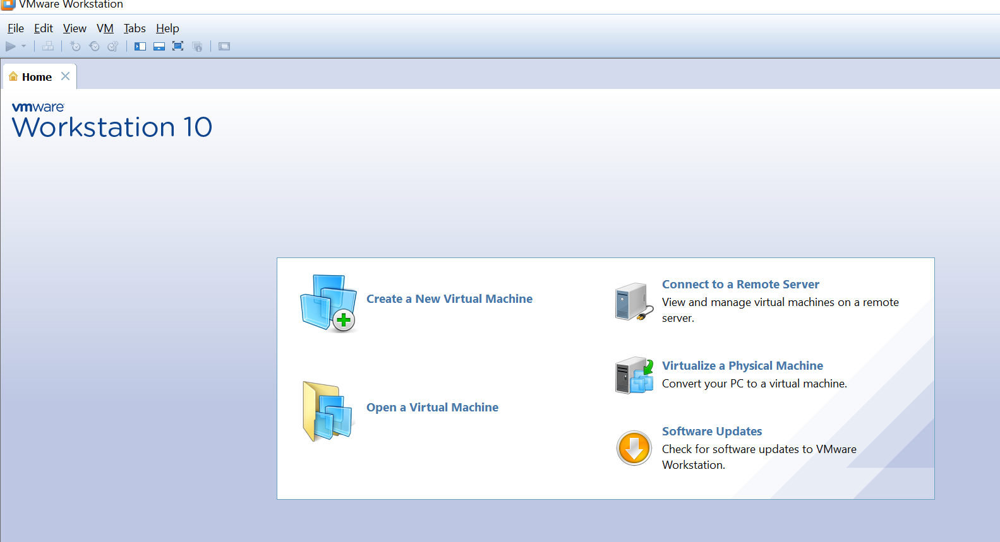 VMware Workstation
File Edit View VM Tabs Help
Home
vmware
Workstation 10
Create a New Virtual Machine
Open a Virtual Machine
Connect to a Remote Server
View and manage virtual machines on a remote
server.
Virtualize a Physical Machine
Convert your PC to a virtual machine.
Software Updates
Check for software updates to VMware
Workstation.